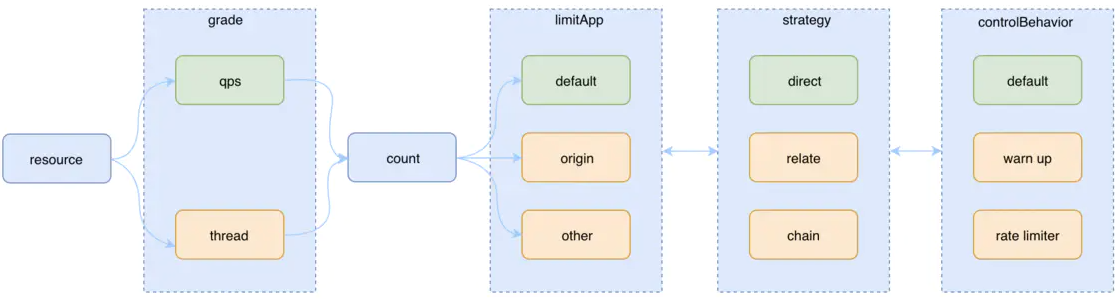 grade
limitApp
strategy
controlBehavior
qps
default
direct
default
resource
count
origin
relate
warn up
thread
other
chain
rate limiter